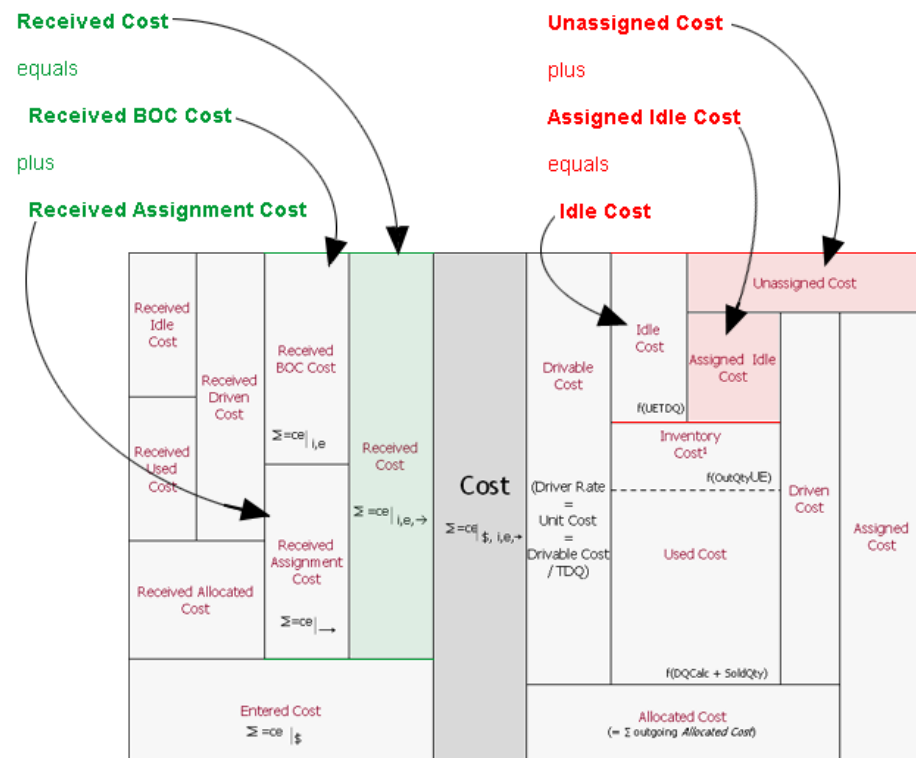 Received Cost
equals
Received BOC Cost
plus
Received Assignment Cost
Unassigned Cost
plus
Assigned Idle Cost
equals
Idle Cost
Received
Idle
Cost
Received
Used
Cost
Received
Driven
Cost
Received Allocated
Cost
Received
BOC Cost
Σ=ce| i,e
Received
Assignment
Cost
Σ=ce|→
Received
Cost
Σ=ce| i,e,→
Entered Cost
Σ=ce |$
Cost
Σ=ce|$, i,e,→
Drivable
Cost
(Driver Rate
=
Unit Cost
=
Drivable Cost
/ TDQ)
Idle
Cost
f(UETDQ)
Unassigned Cost
Assigned Idle
Cost
Inventory
Cost¹
f(OutQtyUE)
Used Cost
f(DQCalc + SoldQty)
Driven
Cost
Assigned
Cost
Allocated Cost
(= Σ outgoing Allocated Cost)